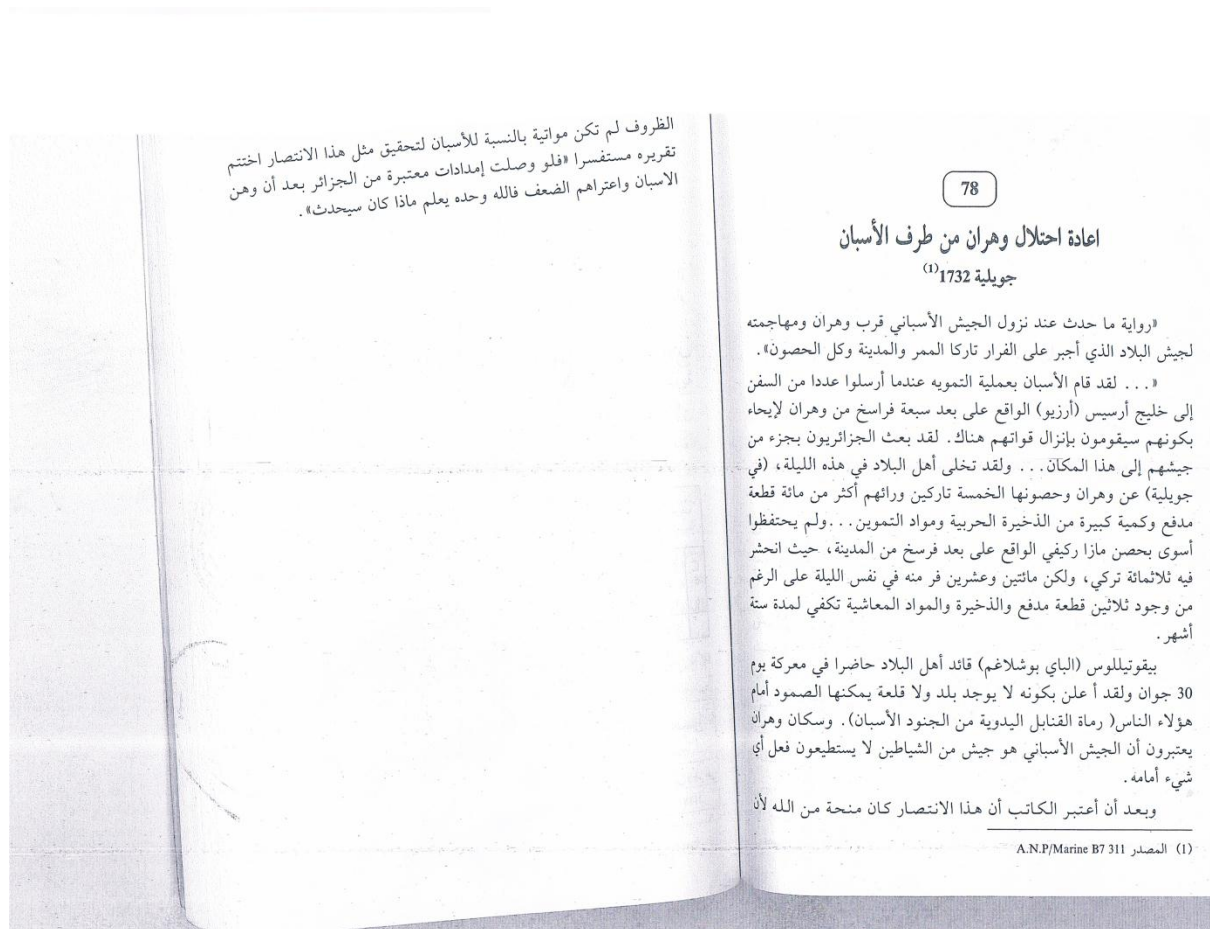 78
اعادة احتلال وهران من طرف الأسبان
جويلية 1732(1)
«رواية ما حدث عند نزول الجيش الأسباني قرب وهران ومهاجمته
لجيش البلاد الذي أجبر على الفرار تاركا الممر والمدينة وكل الحصون».
«... لقد قام الأسبان بعملية التمويه عندما أرسلوا عددا من السفن
إلى خليج أرسيس (أرزيو) الواقع على بعد سبعة فراسخ من وهران لإيحاء
بكونهم سيقومون بإنزال قواتهم هناك. لقد بعث الجزائريون بجزء من
جيشهم إلى هذا المكان... ولقد تخلى أهل البلاد في هذه الليلة، (في
جويلية) عن وهران وحصونها الخمسة تاركين ورائهم أكثر من مائة قطعة
مدفع وكمية كبيرة من الذخيرة الحربية ومواد التموين...ولم يحتفظوا
أسوى بحصن مازا ركيفي الواقع على بعد فرسخ من المدينة، حيث انحشر
فيه ثلاثمائة تركي، ولكن مائتين وعشرين فر منه في نفس الليلة على الرغم
من وجود ثلاثين قطعة مدفع والذخيرة والمواد المعاشية تكفي لمدة ستة
أشهر.
بيقوتيللوس (الباي بوشلاغم) قائد أهل البلاد حاضرا في معركة يوم
30 جوان ولقد أ علن بكونه لا يوجد بلد ولا قلعة يمكنها الصمود أمام
هؤلاء الناس( رماة القنابل اليدوية من الجنود الأسبان). وسكان وهران
يعتبرون أن الجيش الأسباني هو جيش من الشياطين لا يستطيعون فعل أي
شيء أمامه.
وبعد أن أعتبر الكاتب أن هذا الانتصار كان منحة من الله لأن
(1) المصدر A.N.P/Marine B7 311
الظروف لم تكن مواتية بالنسبة للأسبان لتحقيق مثل هذا الانتصار اختتم
تقريره مستفسرا «فلو وصلت إمدادات معتبرة من الجزائر بعد أن وهن
الاسبان واعتراهم الضعف فالله وحده يعلم ماذا كان سيحدث».